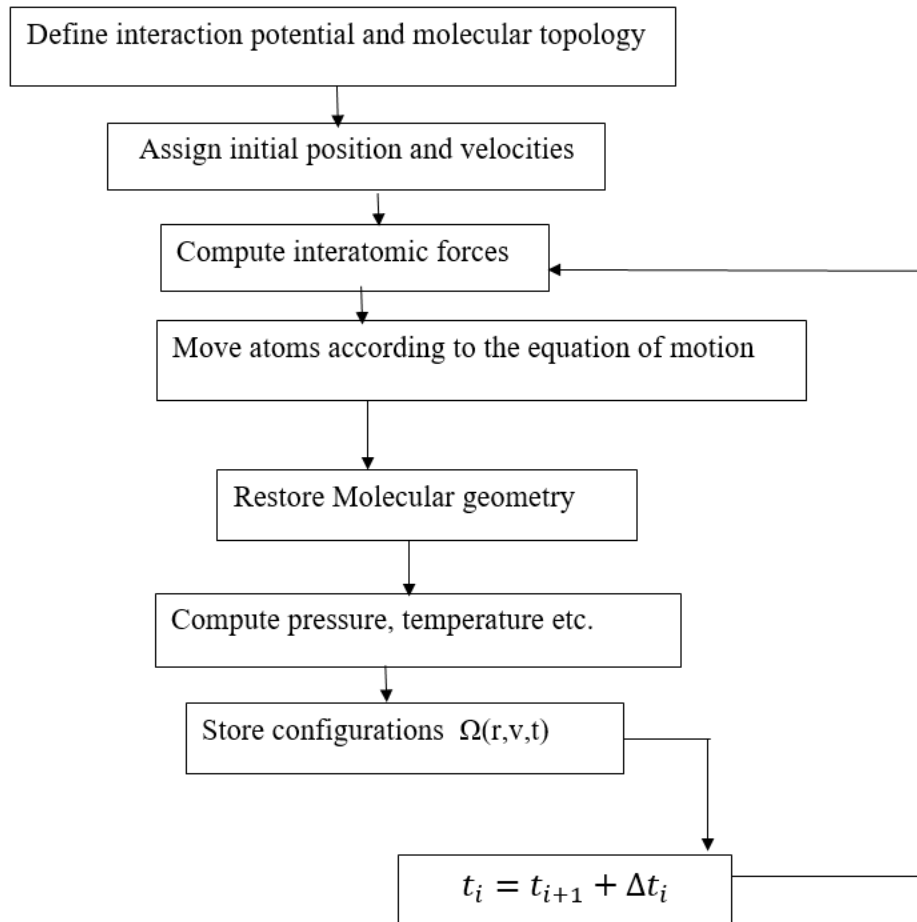 Define interaction potential and molecular topology
Assign initial position and velocities
Compute interatomic forces
Move atoms according to the equation of motion
Restore Molecular geometry
Compute pressure, temperature etc.
Store configurations Ω(r,v,t)
𝑡𝑖 = 𝑡𝑖+1 + Δ𝑡𝑖